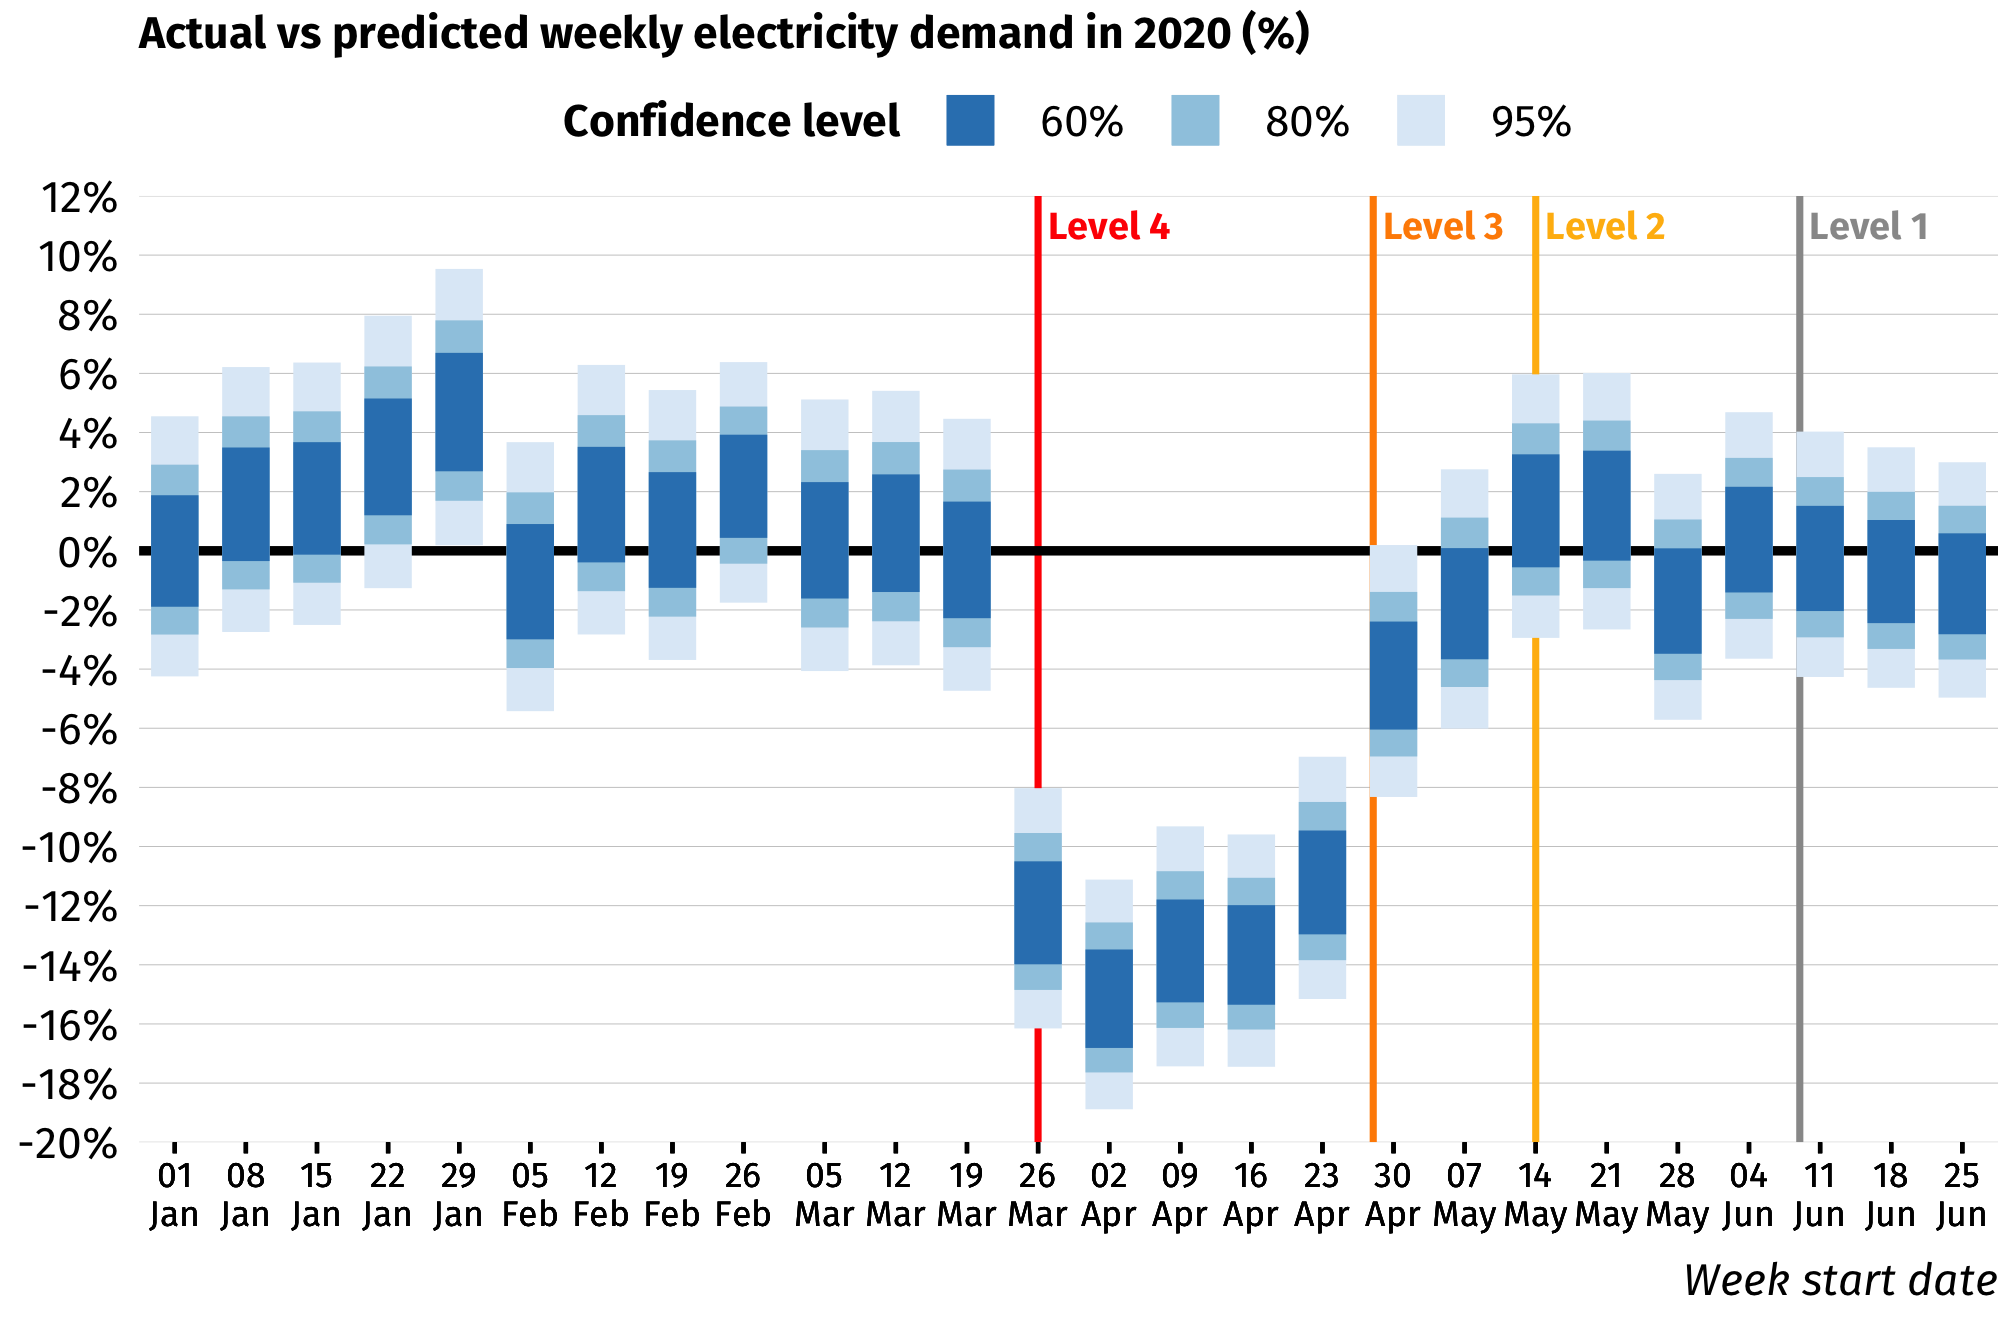 Actual vs predicted weekly electricity demand in 2020 (%)
Confidence level 60% 80% 95%
12%
10%
8%
6%
4%
2%
0%
-2%
-4%
-6%
-8%
-10%
-12%
-14%
-16%
-18%
-20%
Level 4 Level 3 Level 2 Level 1
01 08 15 22 29 05 12 19 26 05 12 19 26 02 09 16 23 30 07 14 21 28 04 11 18 25
Jan Jan Jan Jan Jan Feb Feb Feb Feb Mar Mar Mar Mar Apr Apr Apr Apr Apr May May May May Jun Jun Jun Jun
Week start date